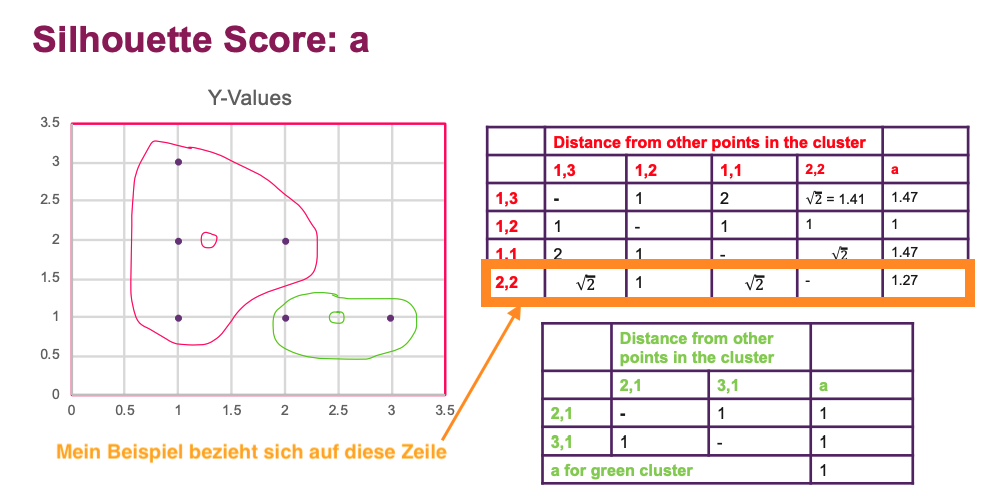 Silhouette Score: a
Y-Values
3.5
3
2.5
2
1.5
1
0.5
0
0 0.5 1 1.5 2 2.5 3 3.5
Distance from other points in the cluster
1,3 1,2 1,1 2,2 a
1,3 - 1 2 √2 = 1.41 1.47
1,2 1 - 1 1 1
1,1 2 1 - √2 1.47
2,2 √2 1 √2 - 1.27
Distance from other
points in the cluster
2,1 3,1 a
2,1 - 1 1
3,1 1 - 1
a for green cluster 1
Mein Beispiel bezieht sich auf diese Zeile